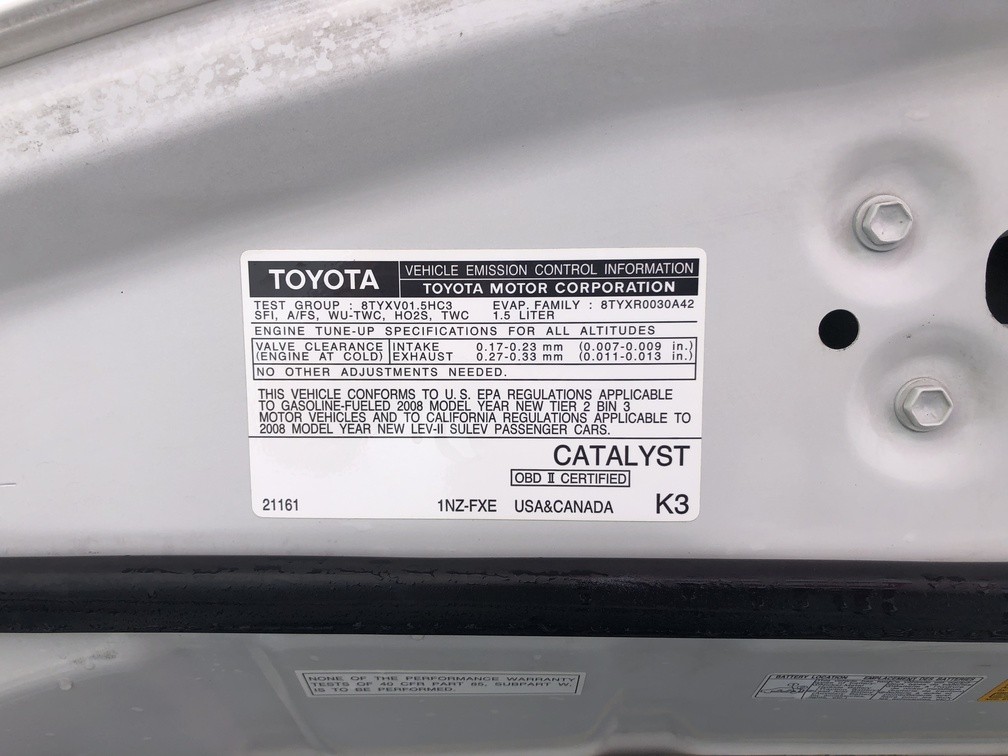 TOYOTA
VEHICLE EMISSION CONTROL INFORMATION
TOYOTA MOTOR CORPORATION
TEST GROUP : 8TYXV01.5HC3 EVAP. FAMILY : 8TYXR0030A42
SFI, A/FS, WU-TWC, HO2S, TWC 1.5 LITER
ENGINE TUNE-UP SPECIFICATIONS FOR ALL ALTITUDES
VALVE CLEARANCE INTAKE 0.17-0.23 mm (0.007-0.009 in.)
(ENGINE AT COLD) EXHAUST 0.27-0.33 mm (0.011-0.013 in.)
NO OTHER ADJUSTMENTS NEEDED.
THIS VEHICLE CONFORMS TO U.S. EPA REGULATIONS APPLICABLE
TO GASOLINE-FUELED 2008 MODEL YEAR NEW TIER 2 BIN 3
MOTOR VEHICLES AND TO CALIFORNIA REGULATIONS APPLICABLE TO
2008 MODEL YEAR NEW LEV-II SULEV PASSENGER CARS.
CATALYST
OBD II CERTIFIED
21161 1NZ-FXE USA&CANADA K3
NONE OF THE PERFORMANCE WARRANTY
TESTS OF 40 CFR PART 85, SUBPART W,
IS TO BE PERFORMED.
BATTERY LOCATION EMPLACEMENT DES BATTERIES